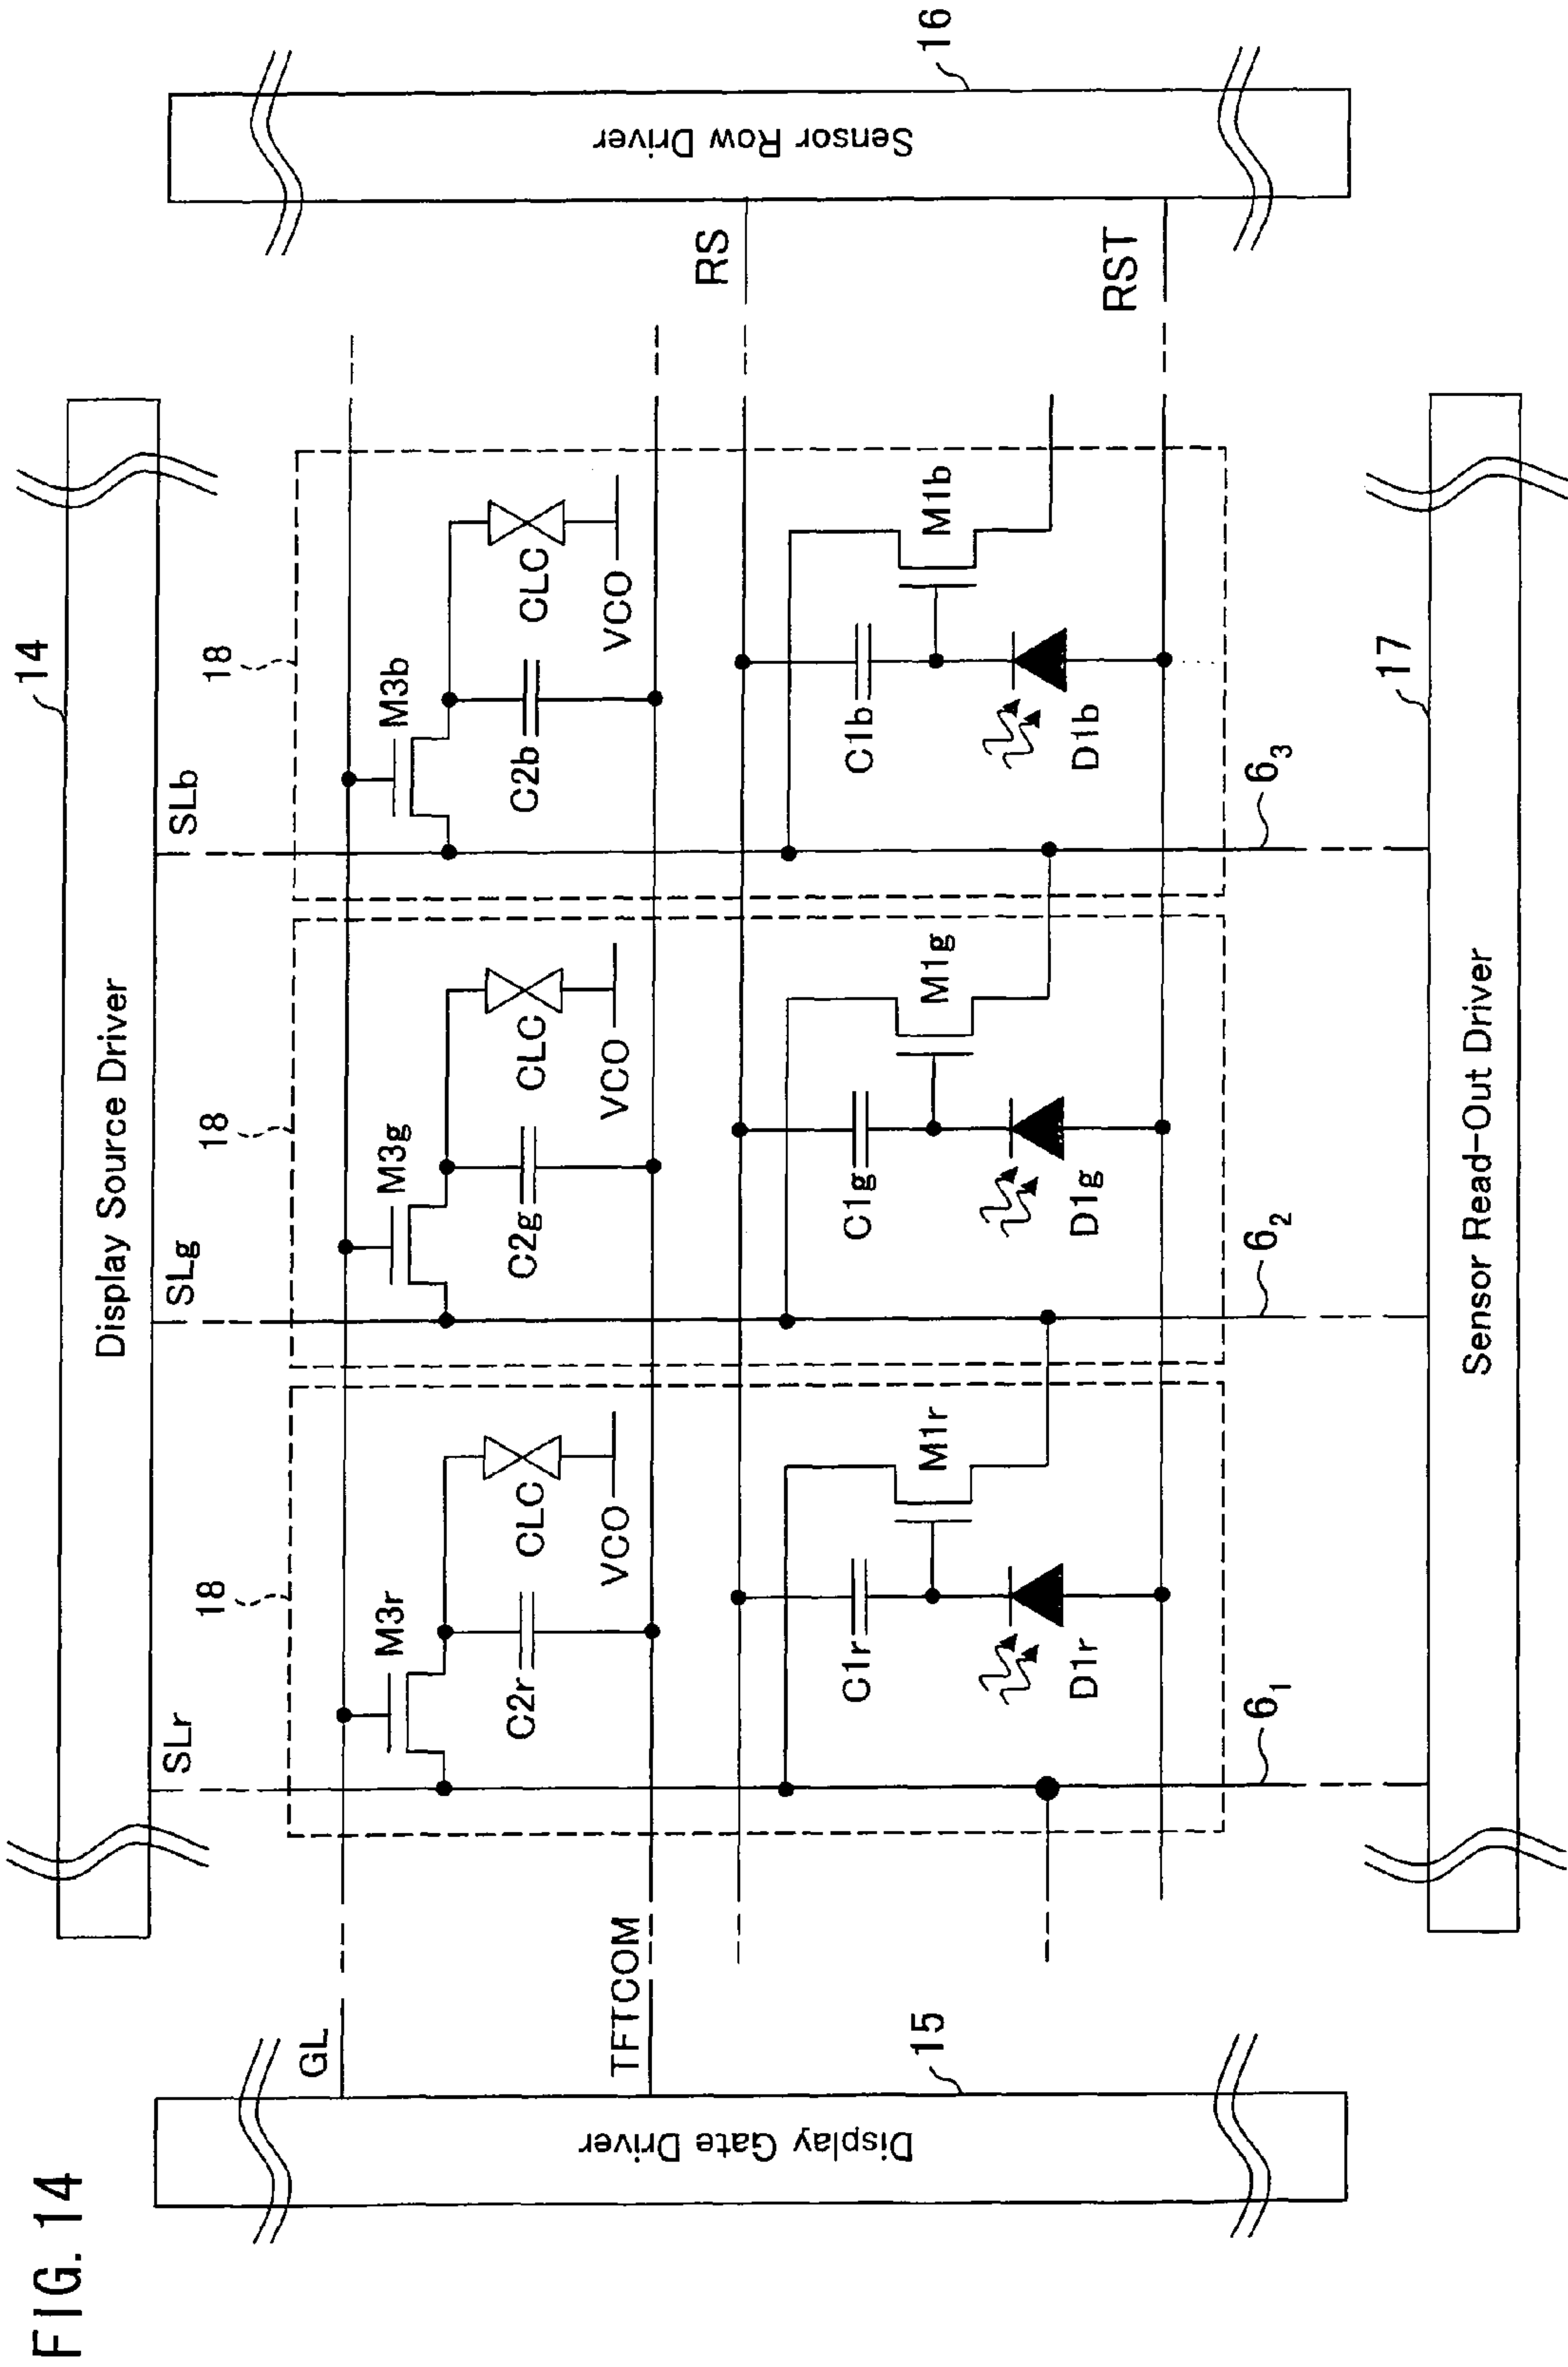 FIG. 14
14
Display Source Driver
SLr
SLg
SLb
18
18
18
GL
M3r
M3g
M3b
C2r
CLC
C2g
CLC
C2b
CLC
VCO
VCO
VCO
TFTCOM
RS
C1r
M1r
C1g
M1g
C1b
M1b
D1r
D1g
D1b
RST
Display Gate Driver
15
Sensor Row Driver
16
6₁
6₂
6₃
17
Sensor Read-Out Driver